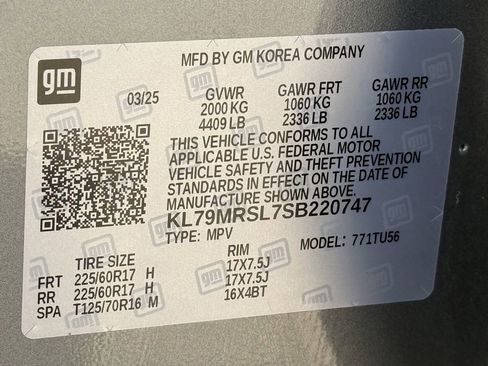 MFD BY GM KOREA COMPANY
gm
03/25
GVWR GAWR FRT GAWR RR
2000 KG 1060 KG 1060 KG
4409 LB 2336 LB 2336 LB
THIS VEHICLE CONFORMS TO ALL
APPLICABLE U.S. FEDERAL MOTOR
VEHICLE SAFETY AND THEFT PREVENTION
STANDARDS IN EFFECT ON THE DATE OF
MANUFACTURE SHOWN ABOVE.
KL79MRSL7SB220747
TYPE: MPV MODEL: 771TU56
TIRE SIZE RIM
FRT 225/60R17 H 17X7.5J
RR 225/60R17 H 17X7.5J
SPA T125/70R16 M 16X4BT